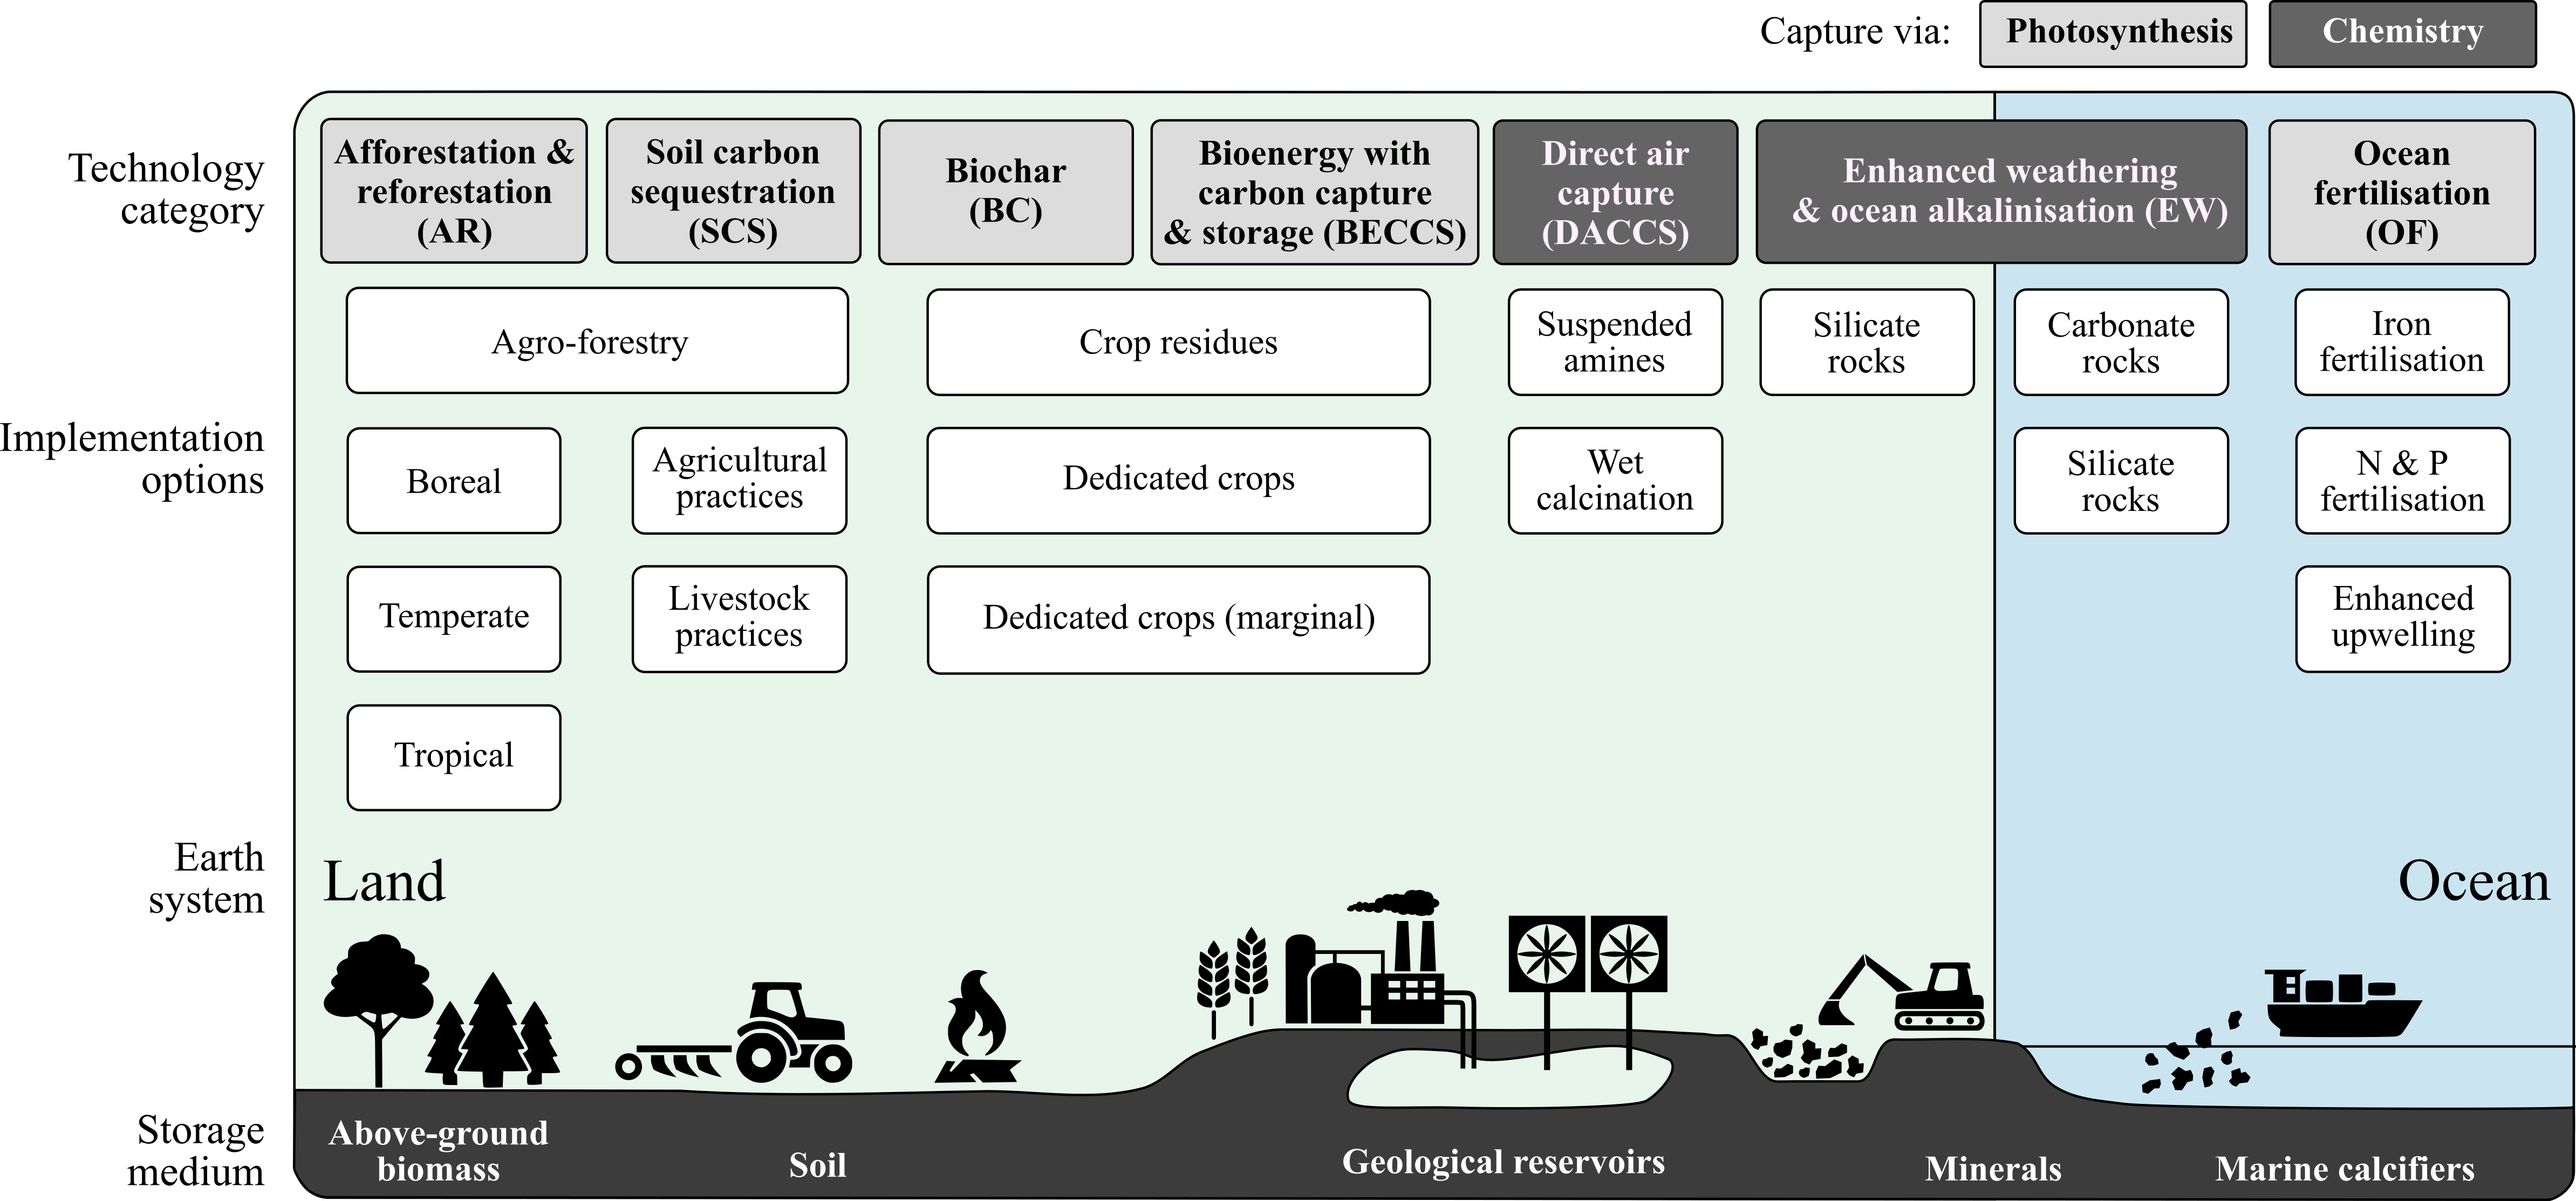 Capture via: Photosynthesis Chemistry
Technology
category
Afforestation &
reforestation
(AR)
Soil carbon
sequestration
(SCS)
Biochar
(BC)
Bioenergy with
carbon capture
& storage (BECCS)
Direct air
capture
(DACCS)
Enhanced weathering
& ocean alkalinisation (EW)
Ocean
fertilisation
(OF)
Implementation
options
Agro-forestry
Crop residues
Suspended
amines
Silicate
rocks
Carbonate
rocks
Iron
fertilisation
Boreal
Agricultural
practices
Dedicated crops
Wet
calcination
Silicate
rocks
N & P
fertilisation
Temperate
Livestock
practices
Dedicated crops (marginal)
Enhanced
upwelling
Tropical
Earth
system
Land
Ocean
Storage
medium
Above-ground
biomass
Soil
Geological reservoirs
Minerals
Marine calcifiers